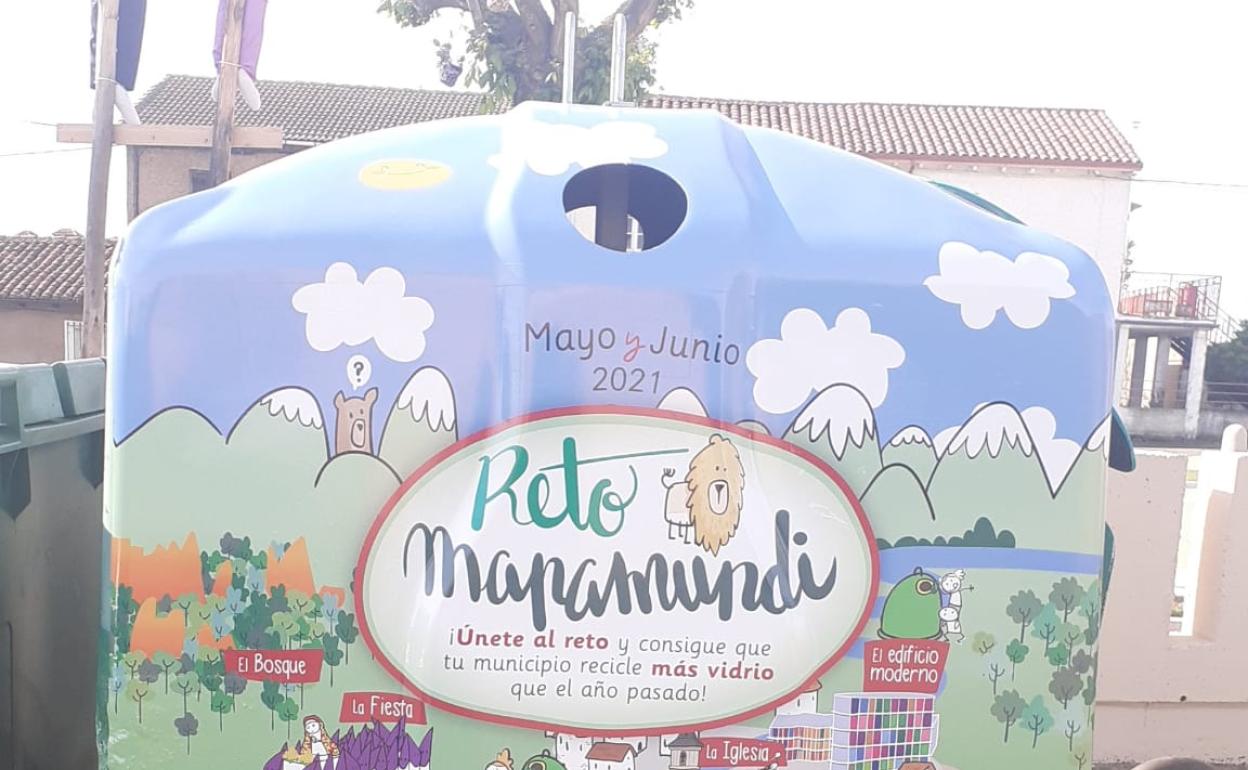 Mayo y Junio
2021
?
Reto
Mapamundi
¡Únete al reto y consigue que
tu municipio recicle más vidrio
que el año pasado!
El Bosque
El edificio
moderno
La Fiesta
La Iglesia